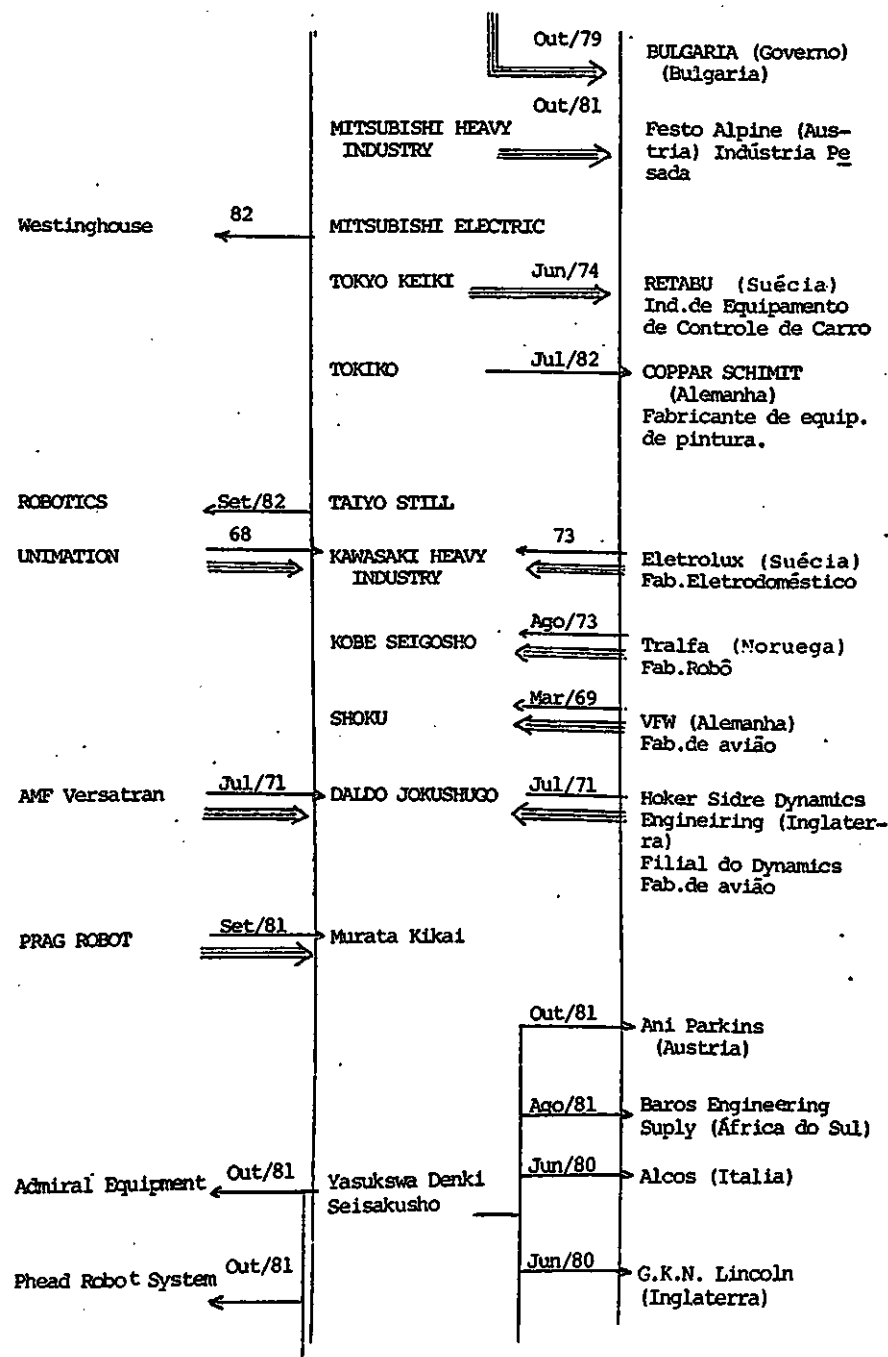 Out/79
BULGARIA (Governo)
(Bulgaria)
Out/81
MITSUBISHI HEAVY
INDUSTRY
Festo Alpine (Aus-
tria) Indústria Pe
sada
Westinghouse
82
MITSUBISHI ELECTRIC
TOKYO KEIKI
Jun/74
RETABU (Suécia)
Ind.de Equipamento
de Controle de Carro
TOKIKO
Jul/82
COPPAR SCHIMIT
(Alemanha)
Fabricante de equip.
de pintura.
ROBOTICS
Set/82
TAIYO STILL
UNIMATION
68
KAWASAKI HEAVY
INDUSTRY
73
Eletrolux (Suécia)
Fab.Eletrodoméstico
KOBE SEIGOSHO
Ago/73
Tralfa (Noruega)
Fab.Robô
SHOKU
Mar/69
VFW (Alemanha)
Fab.de avião
AMF Versatran
Jul/71
DALDO JOKUSHUGO
Jul/71
Hoker Sidre Dynamics
Engineiring (Inglater-
ra)
Filial do Dynamics
Fab.de avião
PRAG ROBOT
Set/81
Murata Kikai
Out/81
Ani Parkins
(Austria)
Ago/81
Baros Engineering
Suply (África do Sul)
Admiral Equipment
Out/81
Yasukswa Denki
Seisakusho
Jun/80
Alcos (Italia)
Phead Robot System
Out/81
Jun/80
G.K.N. Lincoln
(Inglaterra)